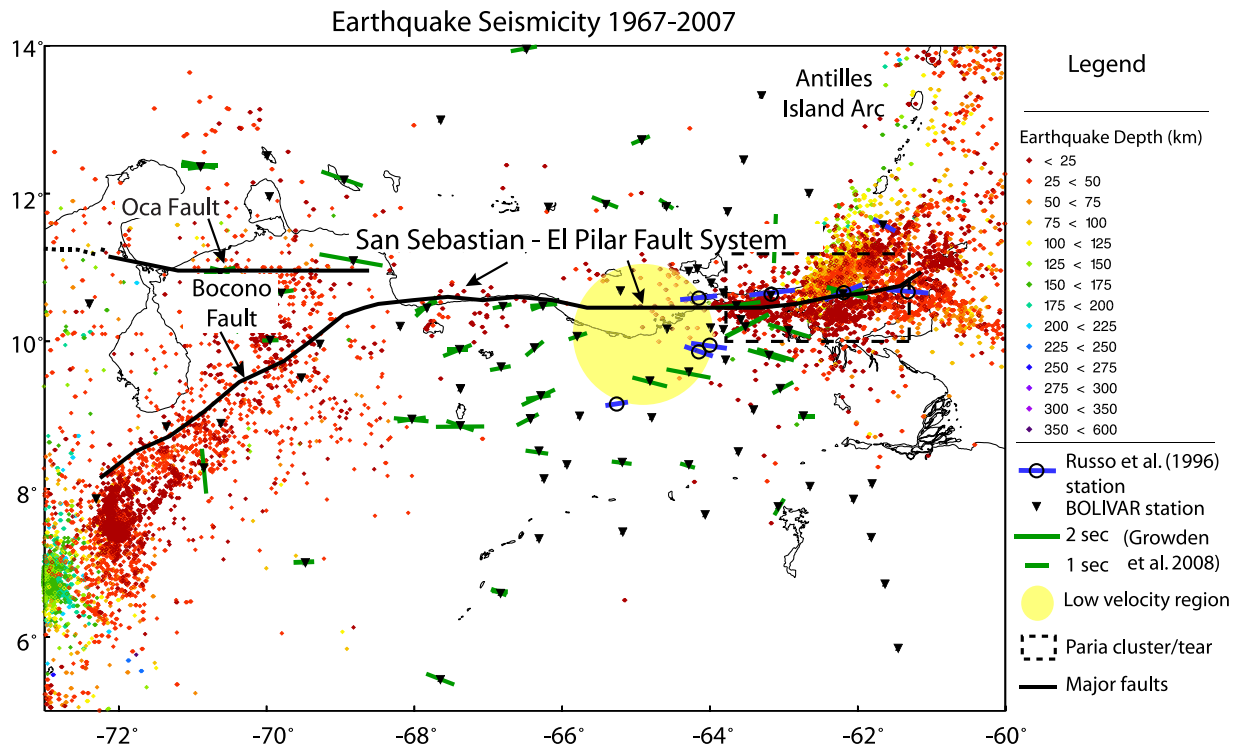 Earthquake Seismicity 1967-2007
14˚
12˚
10˚
8˚
6˚
-72
-70
-68
-66
-64
-62
-60
Antilles
Island Arc
Oca Fault
San Sebastian - El Pilar Fault System
Bocono
Fault
Legend
Earthquake Depth (km)
< 25
25 < 50
50 < 75
75 < 100
100 < 125
125 < 150
150 < 175
175 < 200
200 < 225
225 < 250
250 < 275
275 < 300
300 < 350
350 < 600
Russo et al. (1996)
station
BOLÍVAR station
2 sec (Growden
1 sec et al. 2008)
Low velocity region
Paria cluster/tear
Major faults